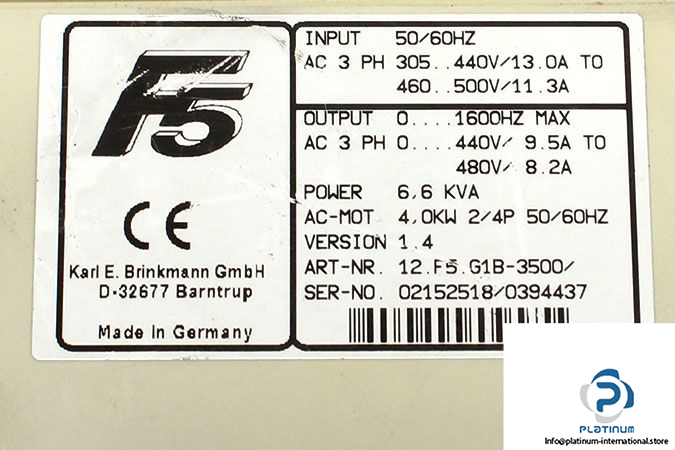 F5
CE
Karl E. Brinkmann GmbH
D-32677 Barntrup
Made In Germany
INPUT 50/60HZ
AC 3 PH 305..440V/13.0A TO
460..500V/11.3A
OUTPUT 0....1600HZ MAX
AC 3 PH 0....440V/ 9.5A TO
480V/ 8.2A
POWER 6,6 KVA
AC-MOT 4,0KW 2/4P 50/60HZ
VERSION 1.4
ART-NR. 12.F5.G1B-3500/
SER-NO. 02152518/0394437
PLATINUM
Info@platinum-international.store